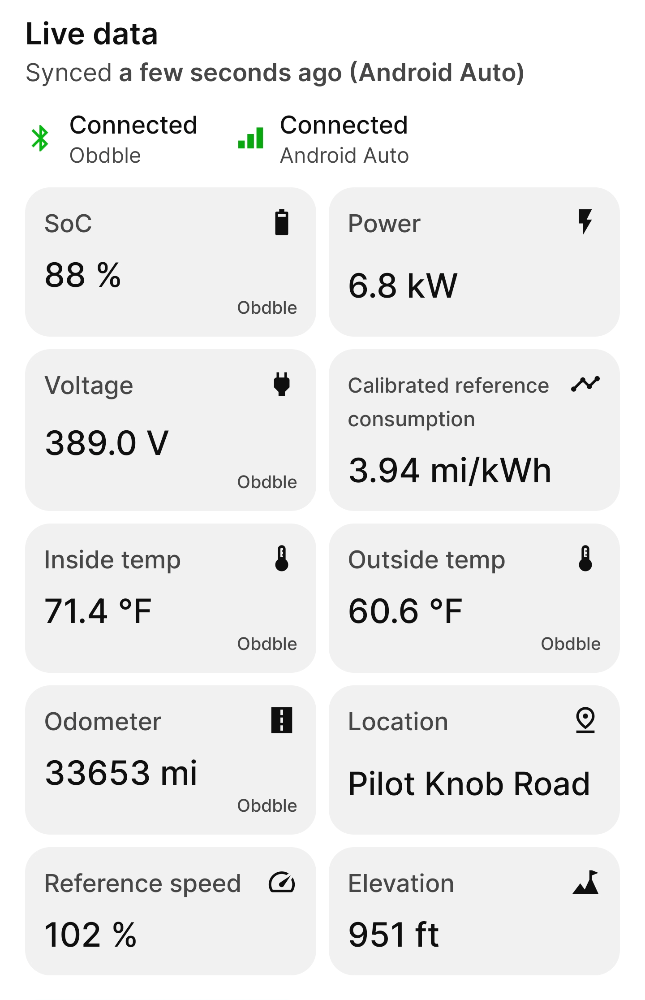 Live data
Synced a few seconds ago (Android Auto)
Connected
Obdble
Connected
Android Auto
SoC
88 %
Obdble
Power
6.8 kW
Voltage
389.0 V
Obdble
Calibrated reference
consumption
3.94 mi/kWh
Inside temp
71.4 °F
Obdble
Outside temp
60.6 °F
Obdble
Odometer
33653 mi
Obdble
Location
Pilot Knob Road
Reference speed
102 %
Elevation
951 ft